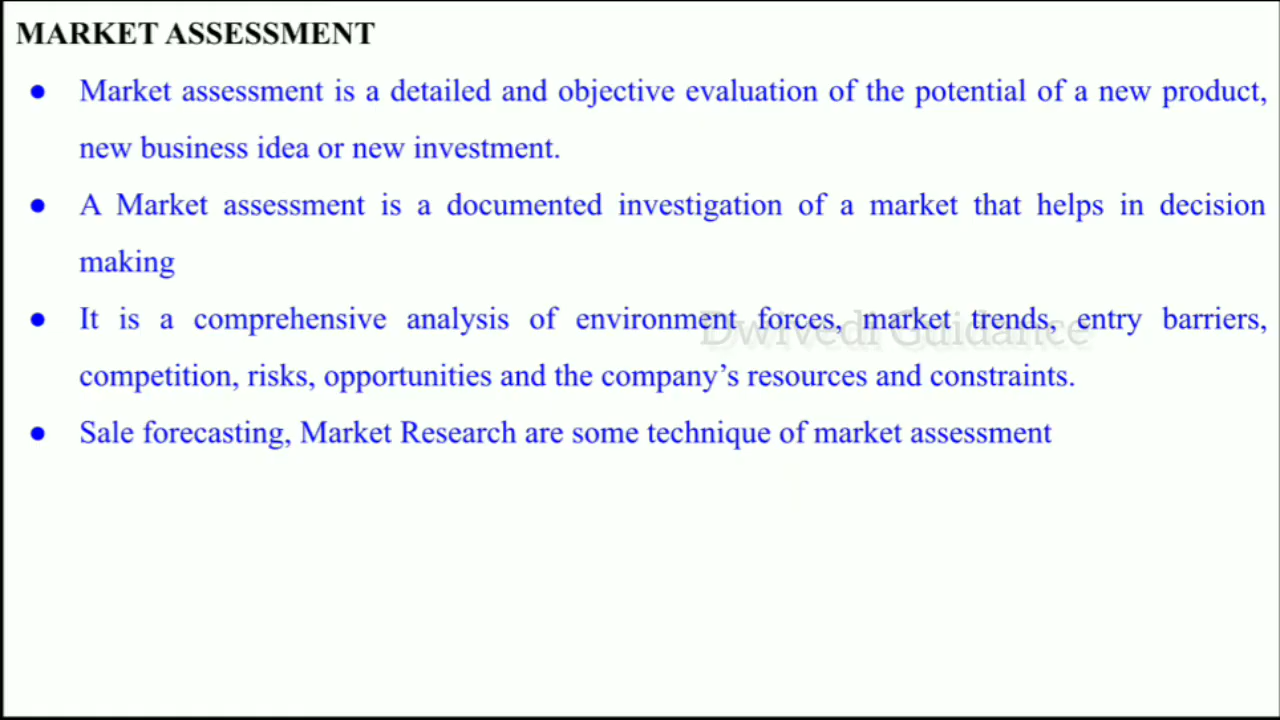 MARKET ASSESSMENT
● Market assessment is a detailed and objective evaluation of the potential of a new product,
new business idea or new investment.
● A Market assessment is a documented investigation of a market that helps in decision
making
● It is a comprehensive analysis of environment forces, market trends, entry barriers,
competition, risks, opportunities and the company’s resources and constraints.
● Sale forecasting, Market Research are some technique of market assessment
Dwivedi Guidance